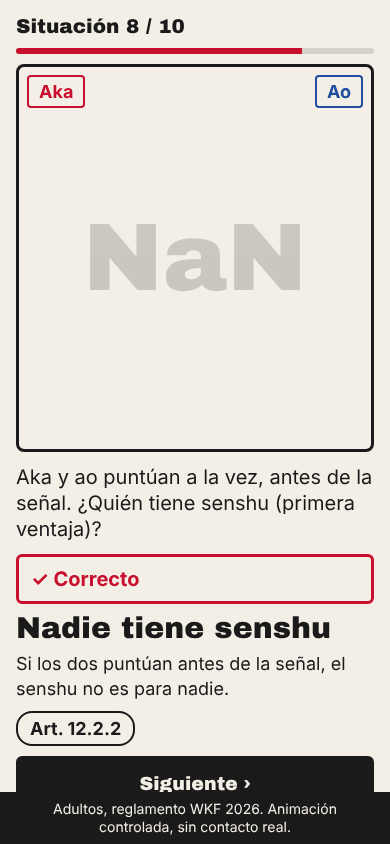 Situación 8 / 10
Aka
Ao
NaN
Aka y ao puntúan a la vez, antes de la
señal. ¿Quién tiene senshu (primera
ventaja)?
✓ Correcto
Nadie tiene senshu
Si los dos puntúan antes de la señal, el
senshu no es para nadie.
Art. 12.2.2
Siguiente ›
Adultos, reglamento WKF 2026. Animación
controlada, sin contacto real.